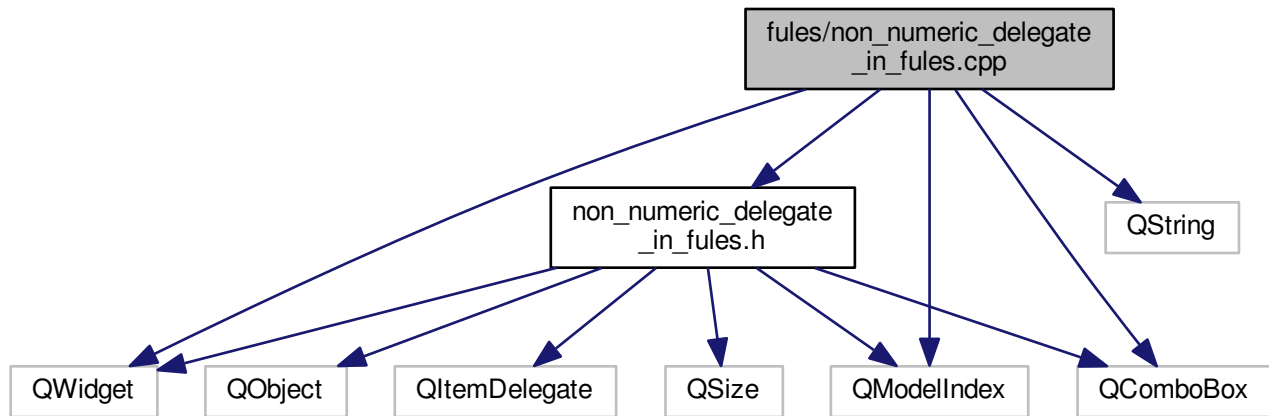 fules/non_numeric_delegate
_in_fules.cpp
non_numeric_delegate
_in_fules.h
QString
QWidget
QObject
QItemDelegate
QSize
QModelIndex
QComboBox